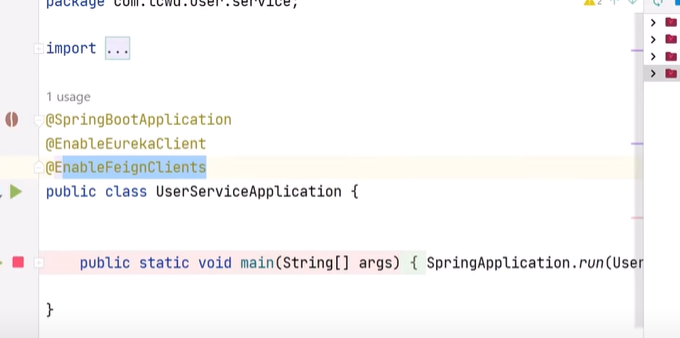 package com.lcwd.user.service;
import ...
1 usage
@SpringBootApplication
@EnableEurekaClient
@EnableFeignClients
public class UserServiceApplication {
public static void main(String[] args) { SpringApplication.run(User
}